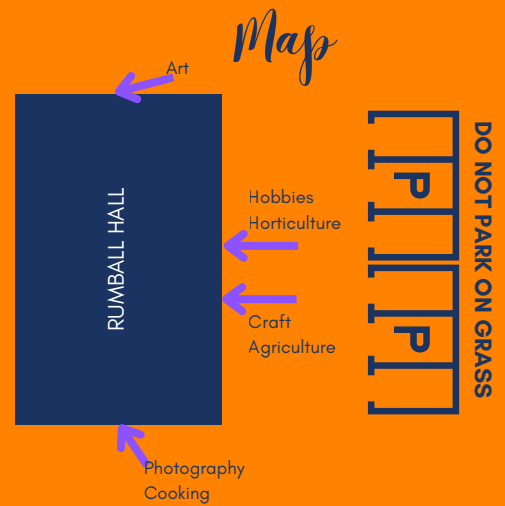 Map
Art
RUMBALL HALL
Hobbies
Horticulture
Craft
Agriculture
Photography
Cooking
P
P
DO NOT PARK ON GRASS